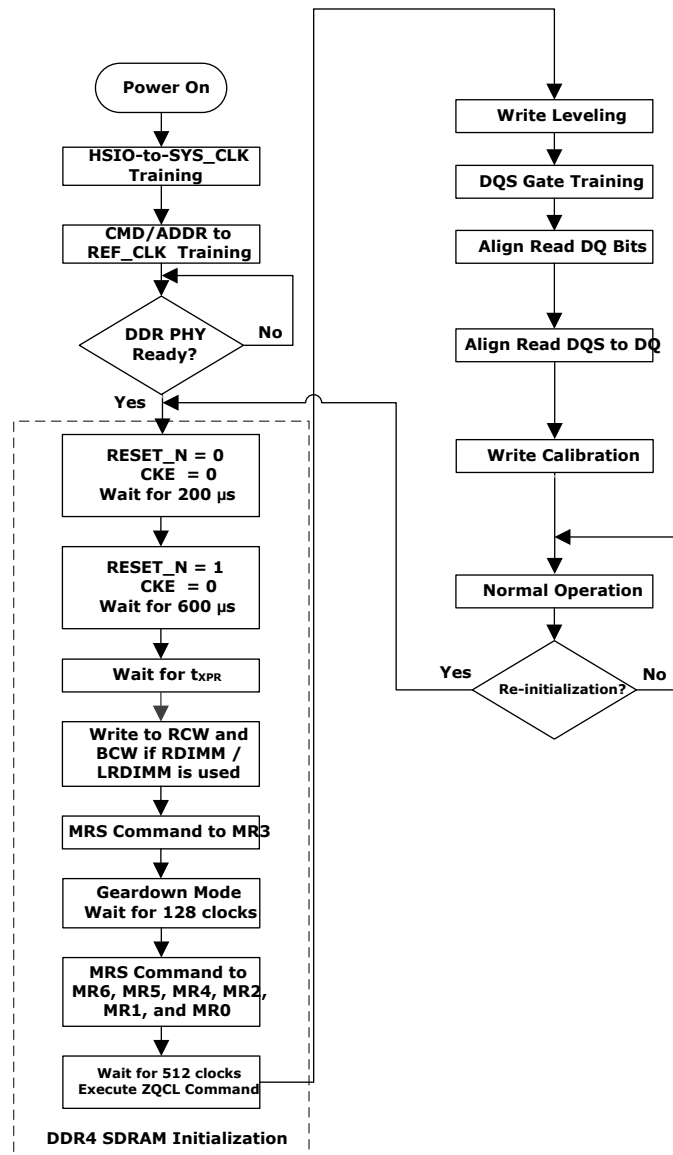 Power On
HSIO-to-SYS_CLK
Training
CMD/ADDR to
REF_CLK Training
DDR PHY
Ready?
No
Yes
RESET_N = 0
CKE = 0
Wait for 200 µs
RESET_N = 1
CKE = 0
Wait for 600 µs
Wait for tXPR
Write to RCW and
BCW if RDIMM /
LRDIMM is used
MRS Command to MR3
Geardown Mode
Wait for 128 clocks
MRS Command to
MR6, MR5, MR4, MR2,
MR1, and MR0
Wait for 512 clocks
Execute ZQCL Command
DDR4 SDRAM Initialization
Write Leveling
DQS Gate Training
Align Read DQ Bits
Align Read DQS to DQ
Write Calibration
Normal Operation
Yes
Re-initialization?
No